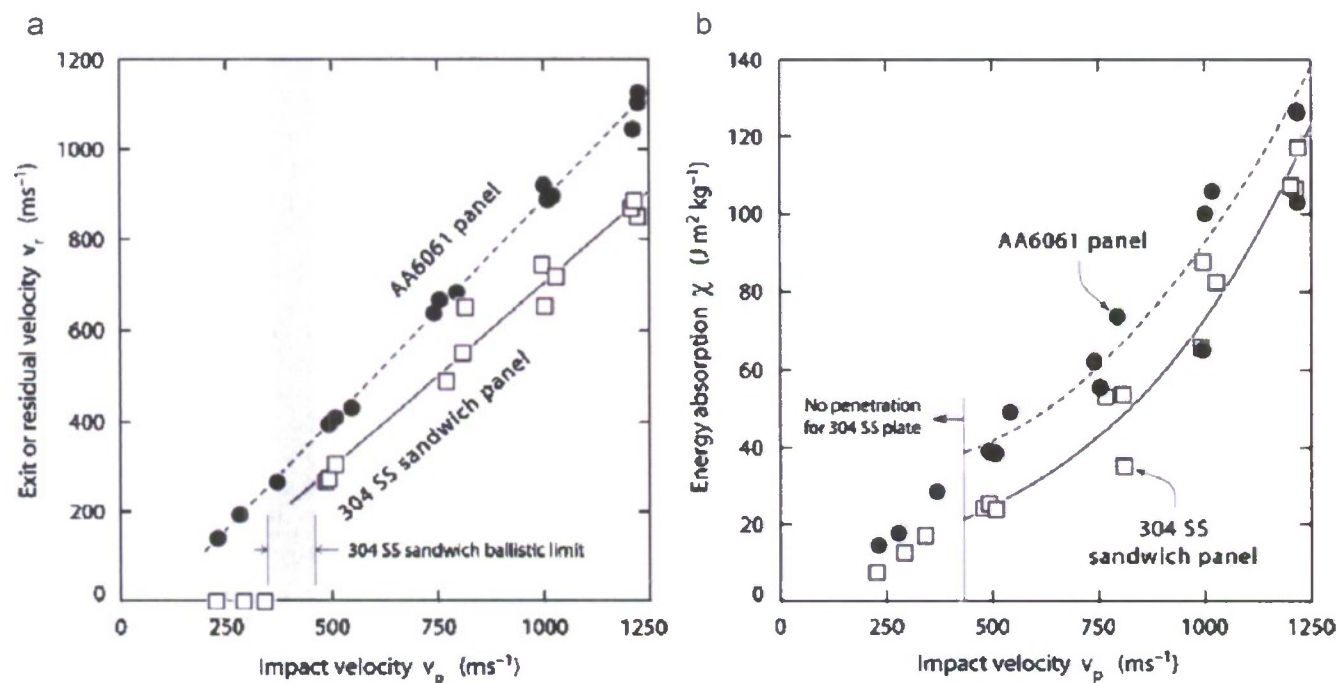 a
1200
1000
800
600
400
200
0
Exit or residual velocity vᵣ (ms⁻¹)
AA6061 panel
304 SS sandwich panel
304 SS sandwich ballistic limit
0
250
500
750
1000
1250
Impact velocity vₚ (ms⁻¹)
b
140
120
100
80
60
40
20
0
Energy absorption χ (J m² kg⁻¹)
AA6061 panel
No penetration
for 304 SS plate
304 SS
sandwich panel
0
250
500
750
1000
1250
Impact velocity vₚ (ms⁻¹)